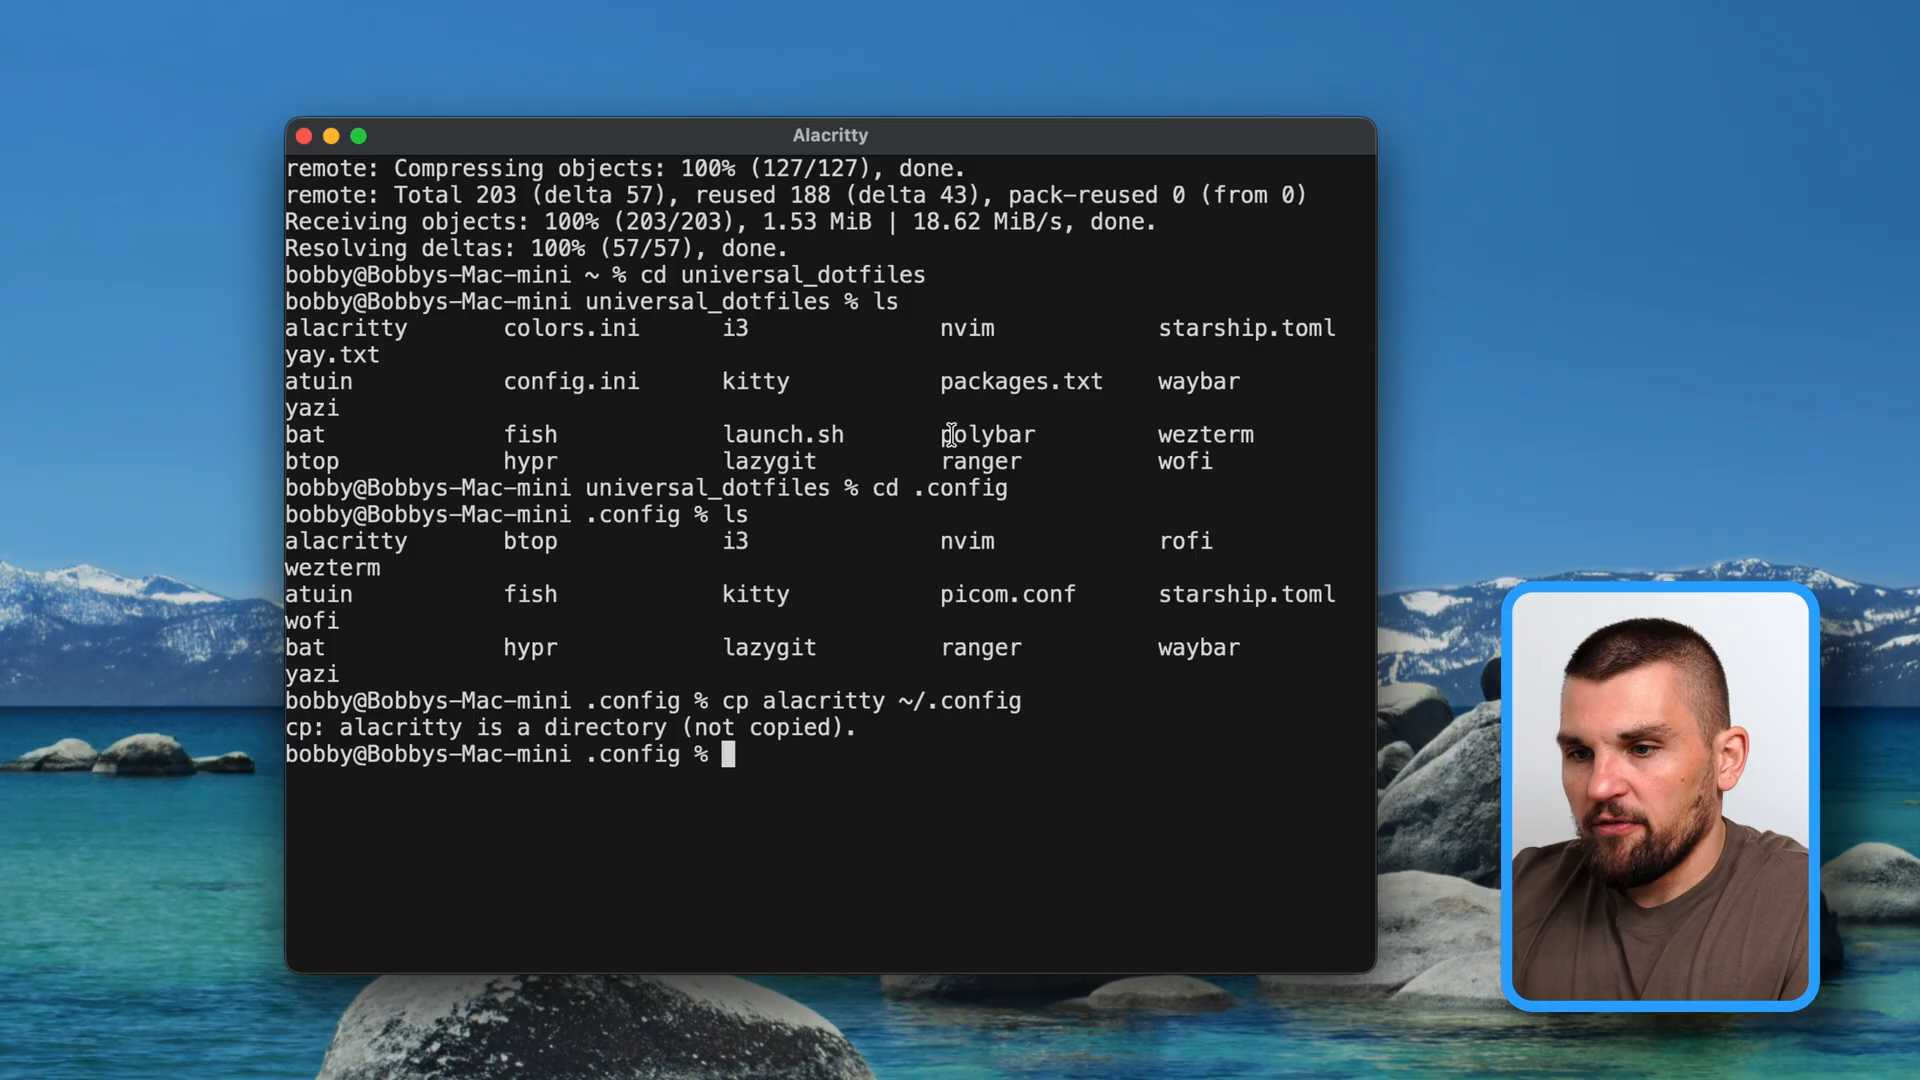 Alacritty
remote: Compressing objects: 100% (127/127), done.
remote: Total 203 (delta 57), reused 188 (delta 43), pack-reused 0 (from 0)
Receiving objects: 100% (203/203), 1.53 MiB | 18.62 MiB/s, done.
Resolving deltas: 100% (57/57), done.
bobby@Bobbys-Mac-mini ~ % cd universal_dotfiles
bobby@Bobbys-Mac-mini universal_dotfiles % ls
alacritty colors.ini i3 nvim starship.toml
yay.txt
atuin config.ini kitty packages.txt waybar
yazi
bat fish launch.sh polybar wezterm
btop hypr lazygit ranger wofi
bobby@Bobbys-Mac-mini universal_dotfiles % cd .config
bobby@Bobbys-Mac-mini .config % ls
alacritty btop i3 nvim rofi
wezterm
atuin fish kitty picom.conf starship.toml
wofi
bat hypr lazygit ranger waybar
yazi
bobby@Bobbys-Mac-mini .config % cp alacritty ~/.config
cp: alacritty is a directory (not copied).
bobby@Bobbys-Mac-mini .config %